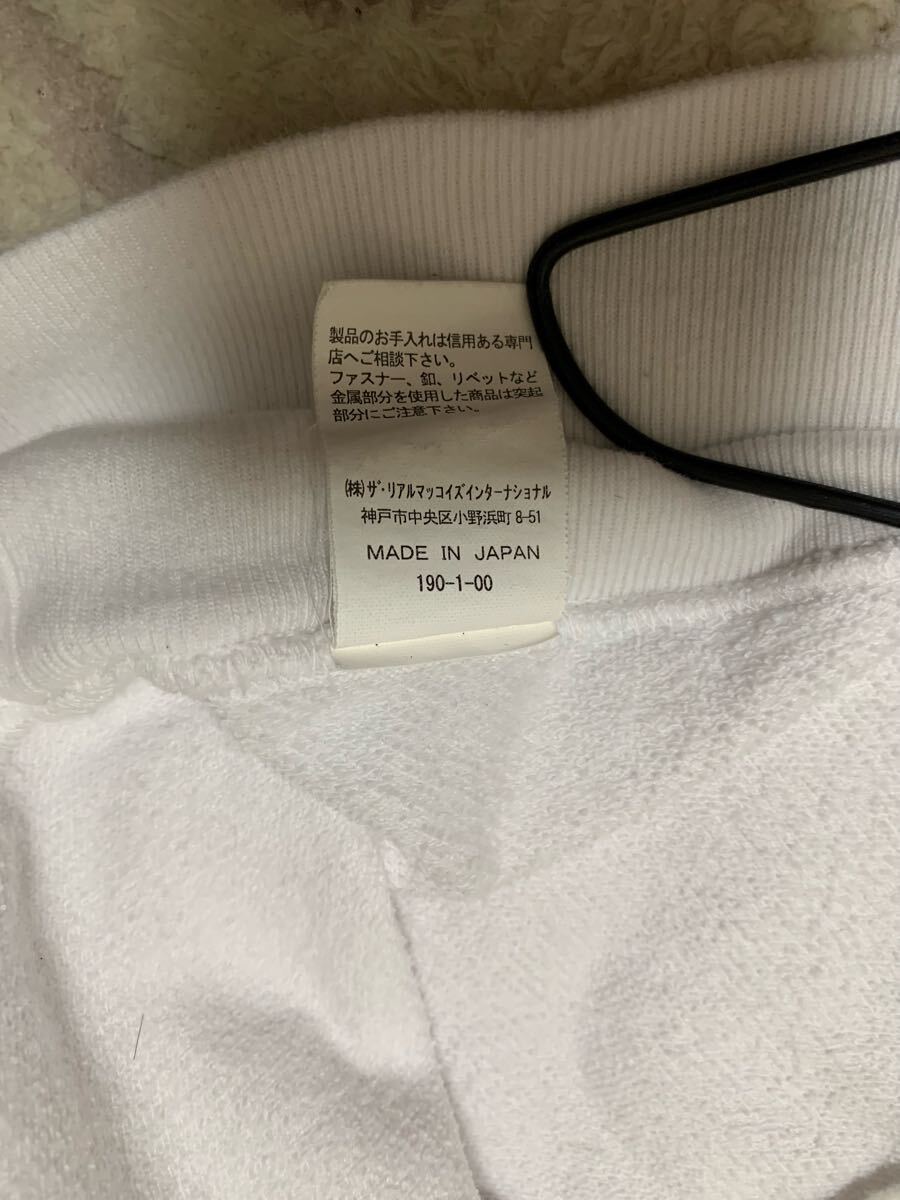 製品のお手入れは信用ある専門
店へご相談下さい。
ファスナー、釦、リベットなど
金属部分を使用した商品は突起
部分にご注意下さい。
(株)ザ・リアルマッコイズインターナショナル
神戸市中央区小野浜町8-51
MADE IN JAPAN
190-1-00